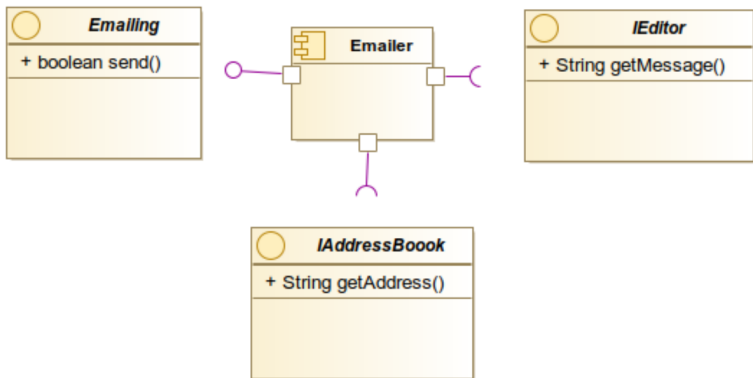 Emailing
+ boolean send()
Emailer
IEditor
+ String getMessage()
IAddressBoook
+ String getAddress()